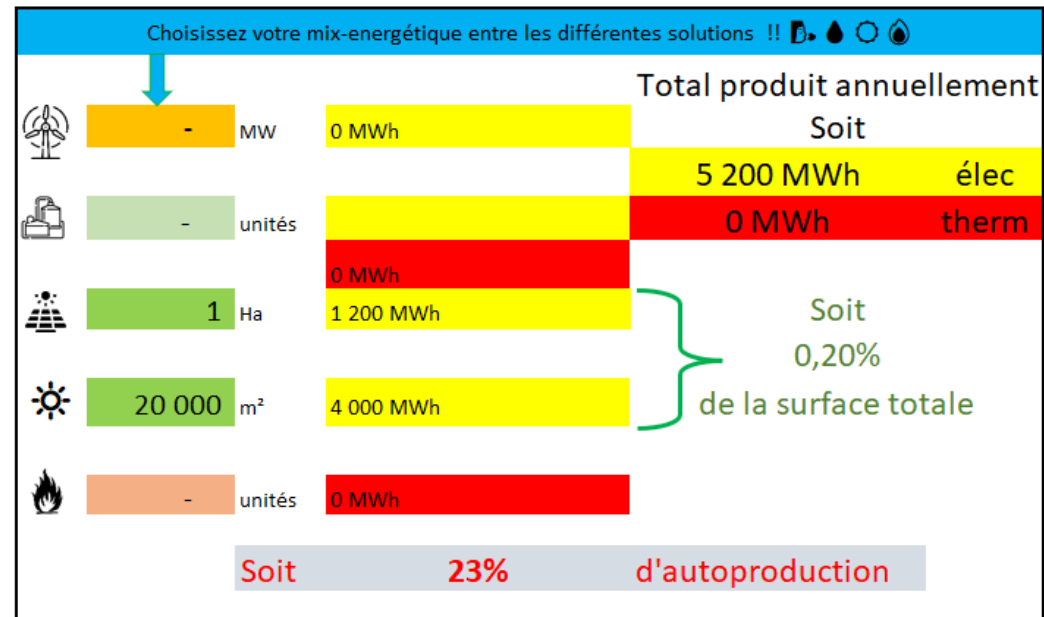 Choisissez votre mix-energétique entre les différentes solutions !!
Total produit annuellement
Soit
- MW 0 MWh
5 200 MWh élec
0 MWh therm
- unités
0 MWh
1 Ha 1 200 MWh
Soit
0,20%
de la surface totale
20 000 m² 4 000 MWh
- unités 0 MWh
Soit 23% d'autoproduction